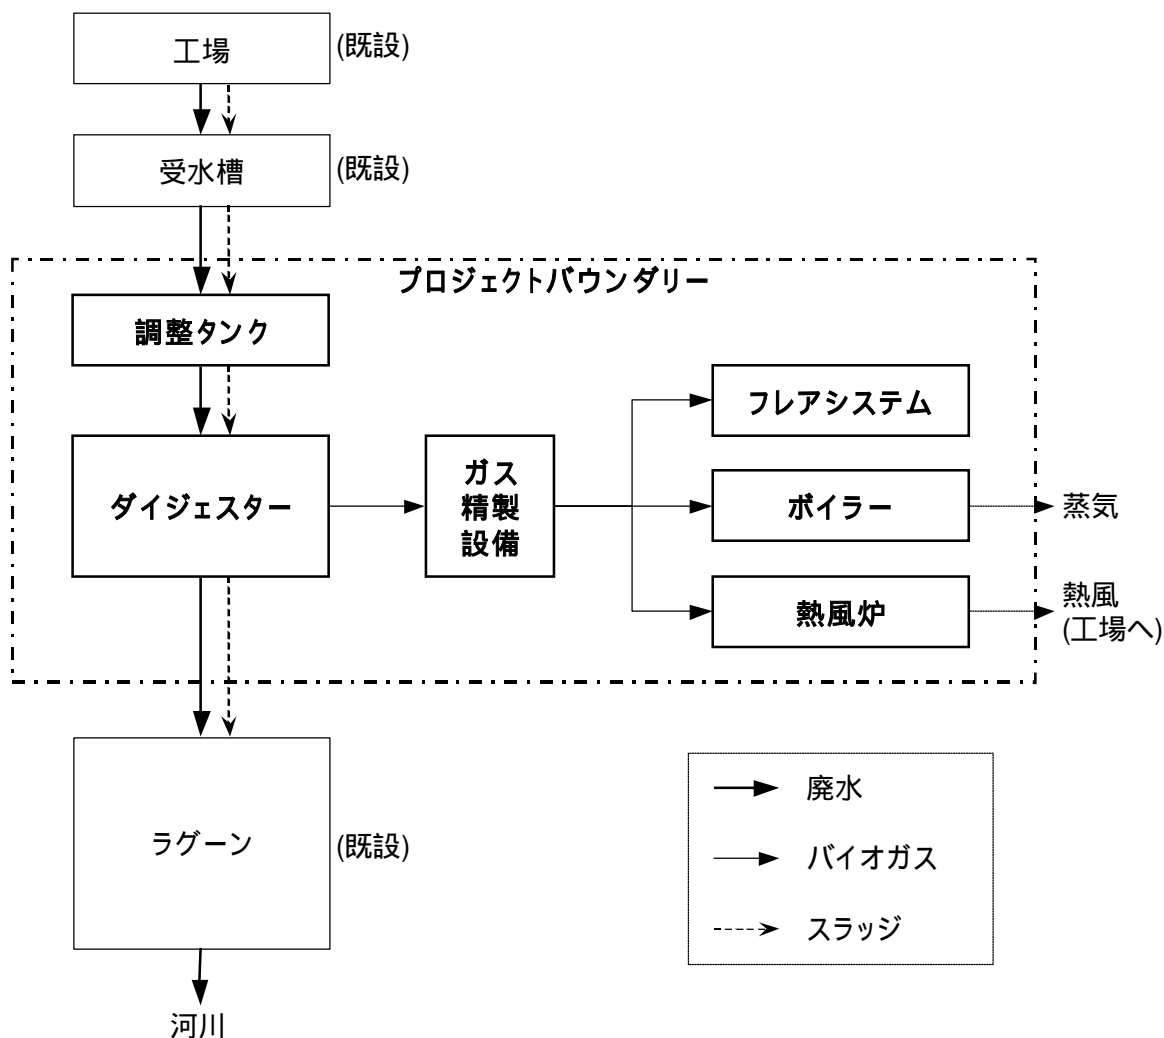 工場
(既設)
受水槽
(既設)
プロジェクトバウンダリー
調整タンク
フレアシステム
ダイジェスター
ガス
精製
設備
ボイラー
蒸気
熱風炉
熱風
(工場へ)
ラグーン
(既設)
廃水
バイオガス
スラッジ
河川